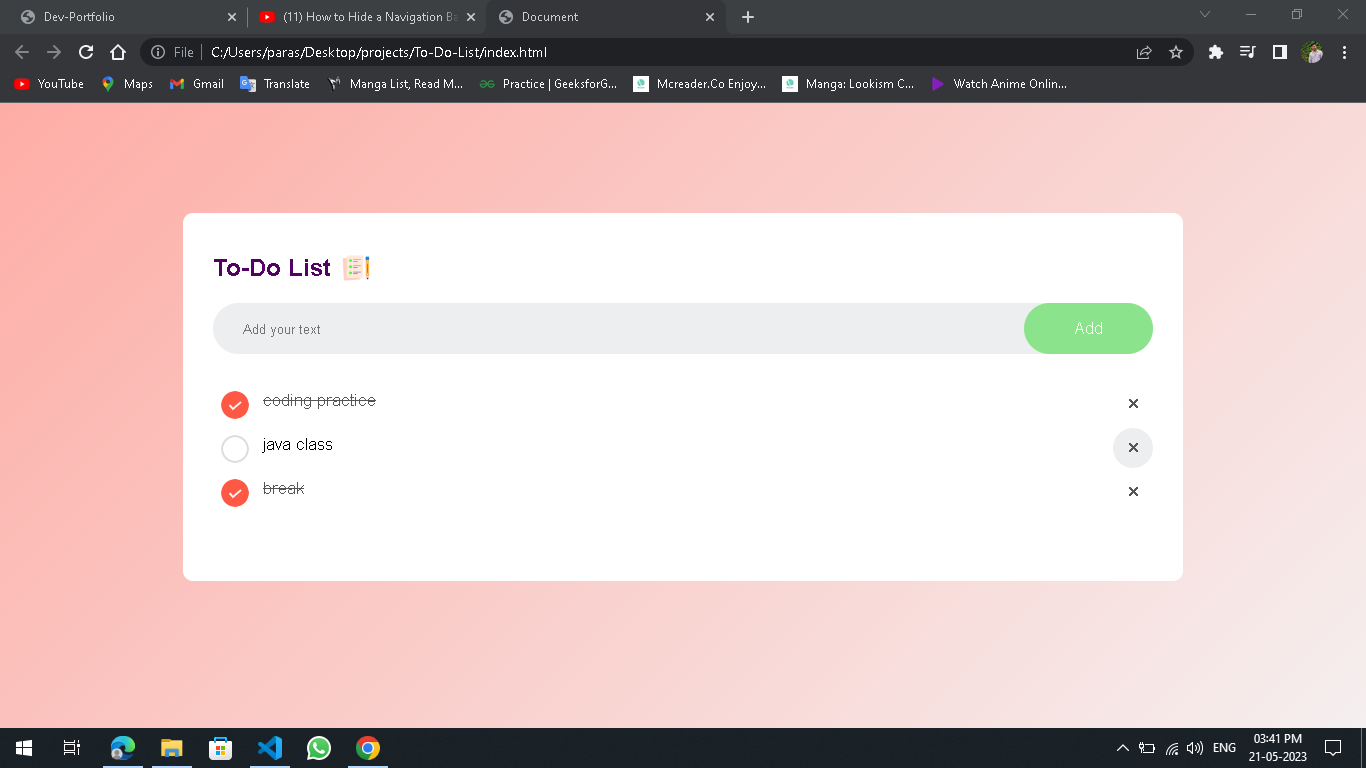 Dev-Portfolio
(11) How to Hide a Navigation Ba
Document
File
C:/Users/paras/Desktop/projects/To-Do-List/index.html
YouTube
Maps
Gmail
Translate
Manga List, Read M...
Practice | GeeksforG...
Mcreader.Co Enjoy...
Manga: Lookism C...
Watch Anime Onlin...
To-Do List
Add your text
Add
coding practice
java class
break
ENG
03:41 PM
21-05-2023